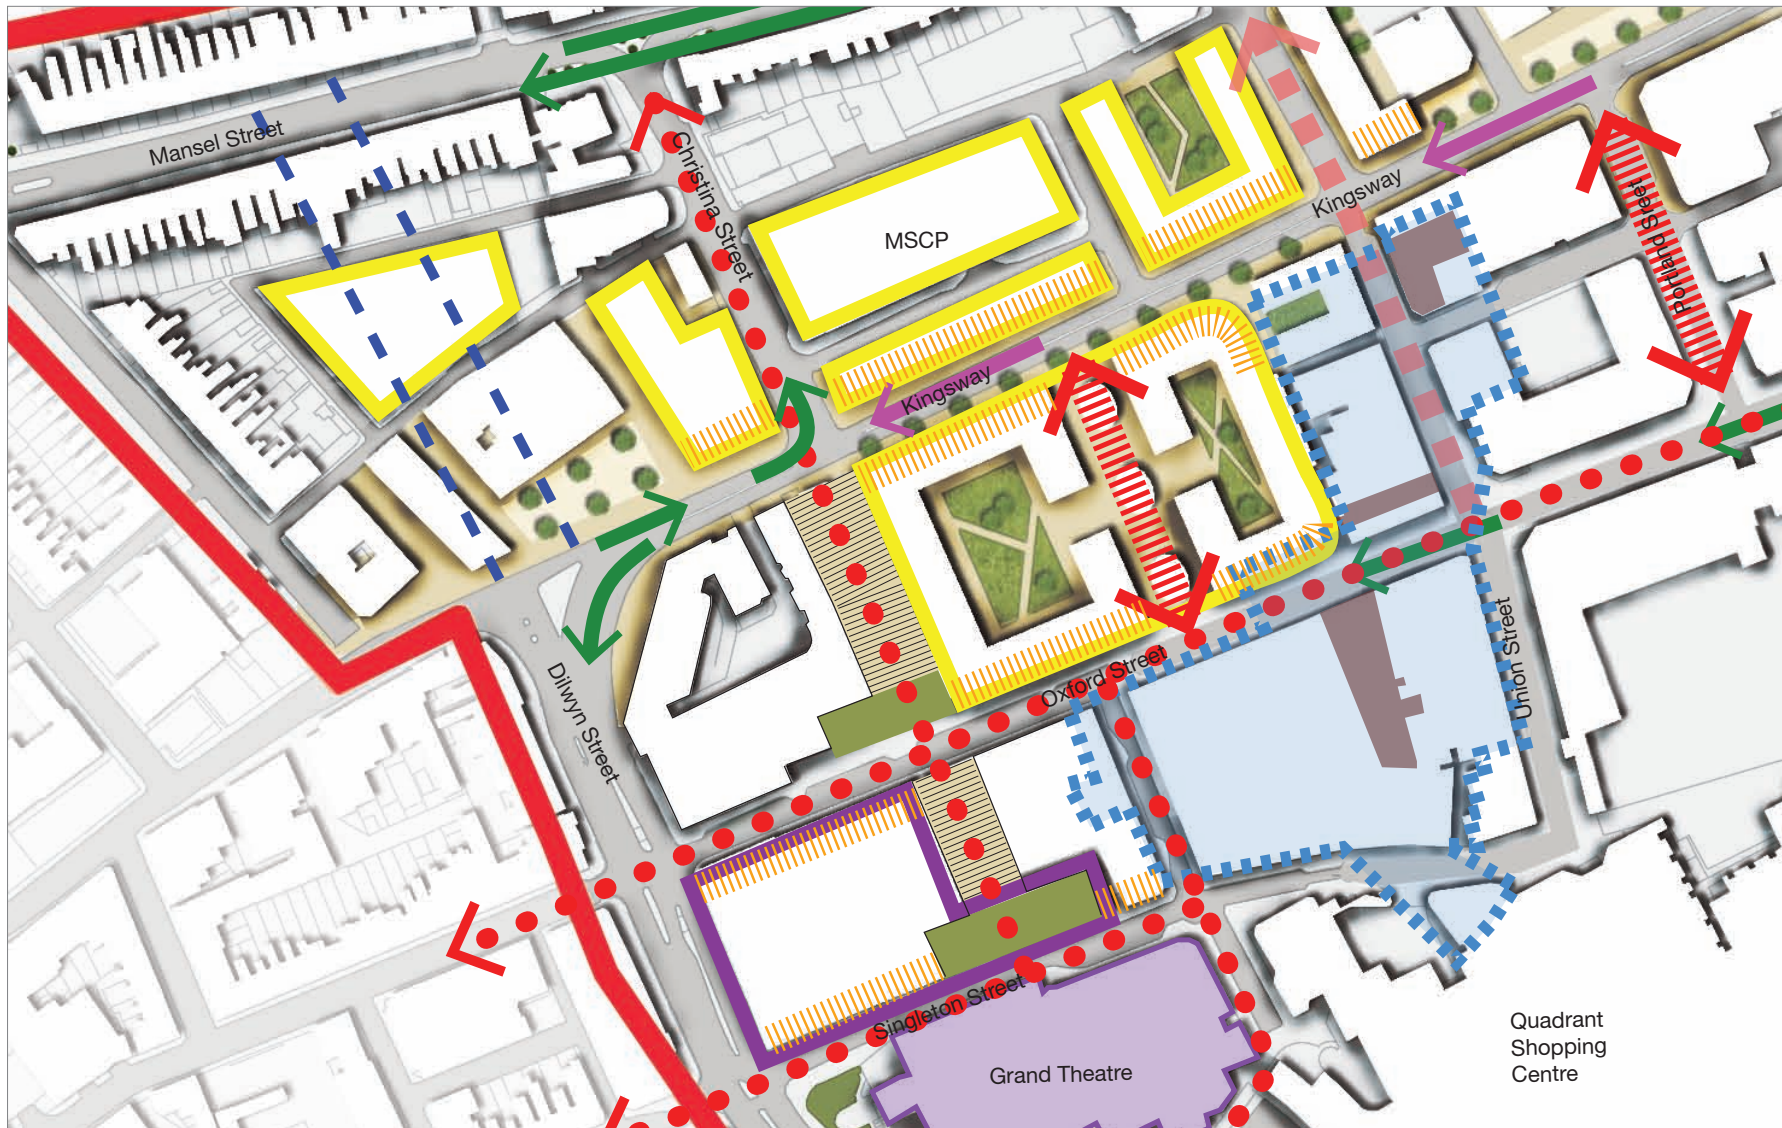 Mansel Street
Christina Street
MSCP
Kingsway
Portland Street
Kingsway
Oxford Street
Union Street
Dilwyn Street
Singleton Street
Grand Theatre
Quadrant
Shopping
Centre